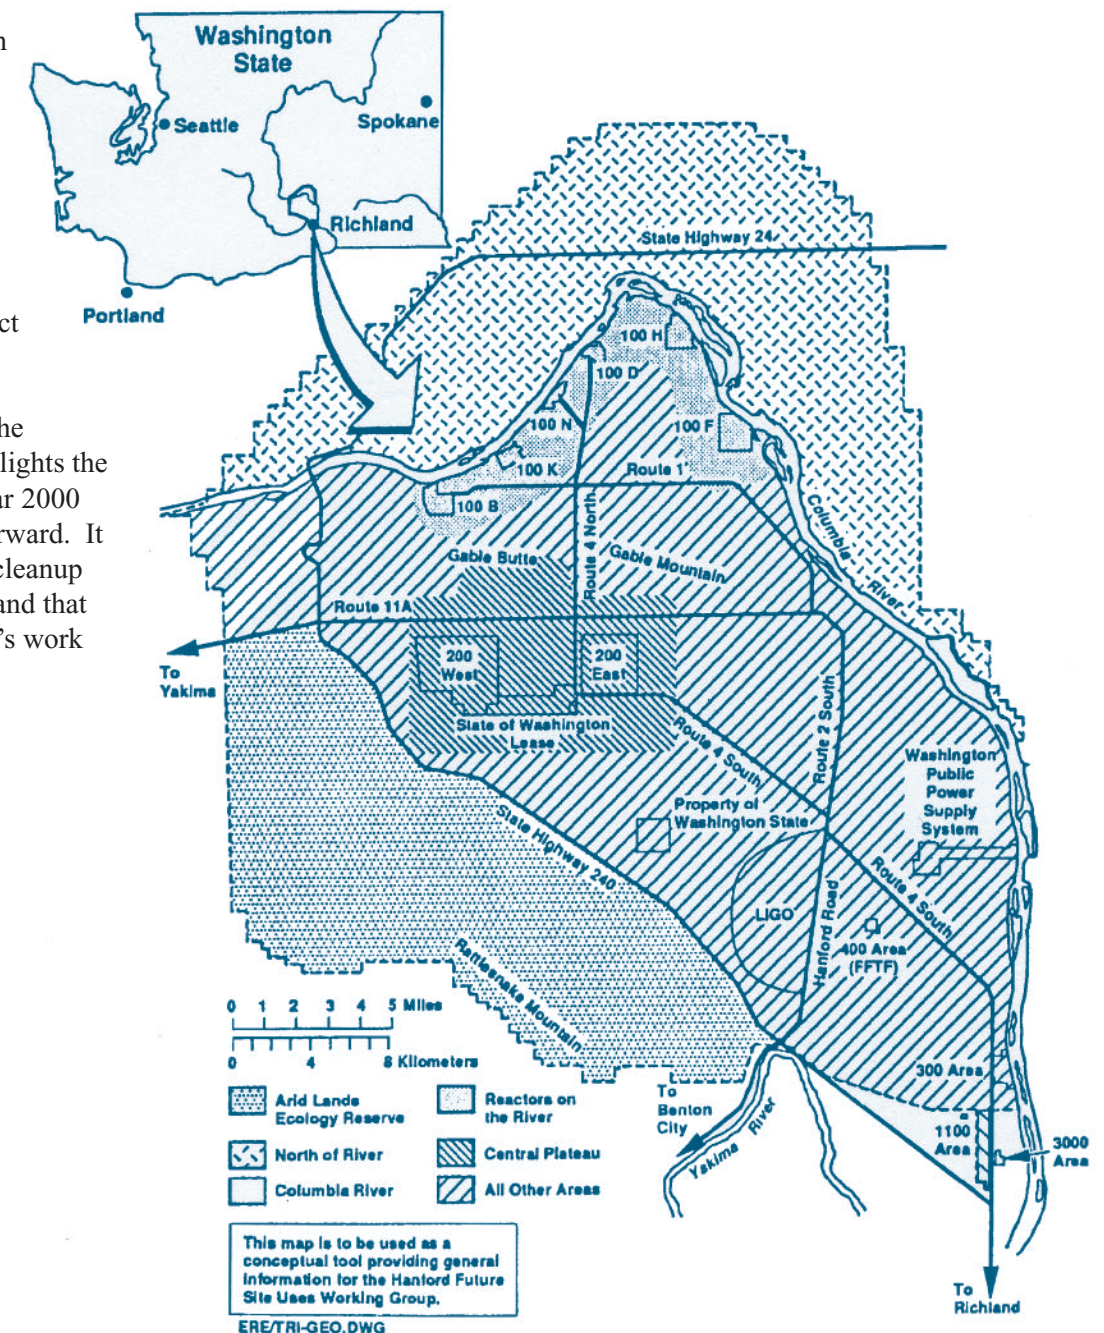 n
ct
he
lights the
ar 2000
rward.  It
cleanup
and that
's work
Washington
State
Seattle
Spokane
Richland
Portland
State Highway 24
100 H
100 D
100 N
100 F
100 K
Route 1
100 B
Columbia
River
Gable Butte
Route 4 North
Gable Mountain
Route 11A
To
Yakima
200
West
200
East
State of Washington
Lease
Route 4 South
Route 2 South
Washington
Public
Power
Supply
System
Property of
Washington State
State Highway 240
Route 4 South
LIGO
Hanford Road
400 Area
(FFTF)
Rattlesnake Mountain
0 1 2 3 4 5 Miles
0 4 8 Kilometers
300 Area
To
Benton
City
Yakima River
1100
Area
3000
Area
Arid Lands
Ecology Reserve
Reactors on
the River
North of River
Central Plateau
Columbia River
All Other Areas
This map is to be used as a
conceptual tool providing general
information for the Hanford Future
Site Uses Working Group.
ERE/TRI-GEO.DWG
To
Richland